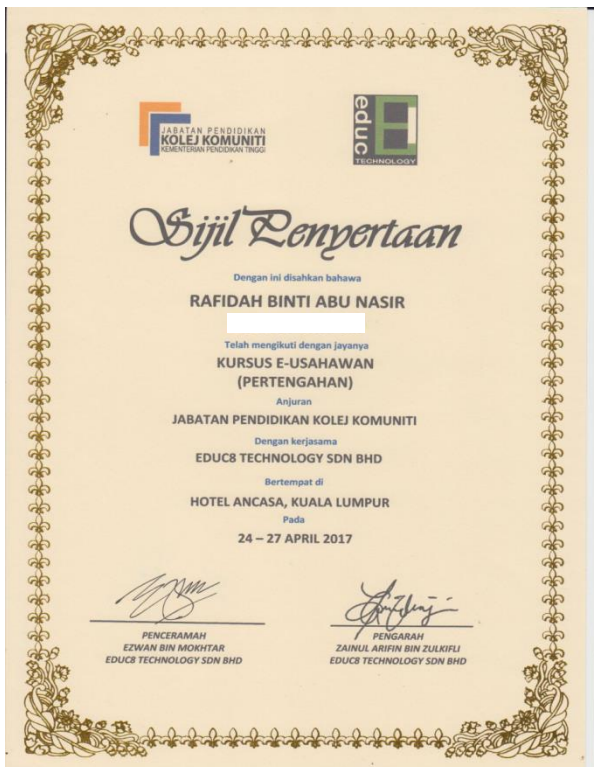 JABATAN PENDIDIKAN
KOLEJ KOMUNITI
KEMENTERIAN PENDIDIKAN TINGGI
educ
TECHNOLOGY
Sijil Penyertaan
Dengan ini disahkan bahawa
RAFIDAH BINTI ABU NASIR
Telah mengikuti dengan jayanya
KURSUS E-USAHAWAN
(PERTENGAHAN)
Anjuran
JABATAN PENDIDIKAN KOLEJ KOMUNITI
Dengan kerjasama
EDUC8 TECHNOLOGY SDN BHD
Bertempat di
HOTEL ANCASA, KUALA LUMPUR
Pada
24 – 27 APRIL 2017
PENCERAMAH
EZWAN BIN MOKHTAR
EDUC8 TECHNOLOGY SDN BHD
PENGARAH
ZAINUL ARIFIN BIN ZULKIFLI
EDUC8 TECHNOLOGY SDN BHD